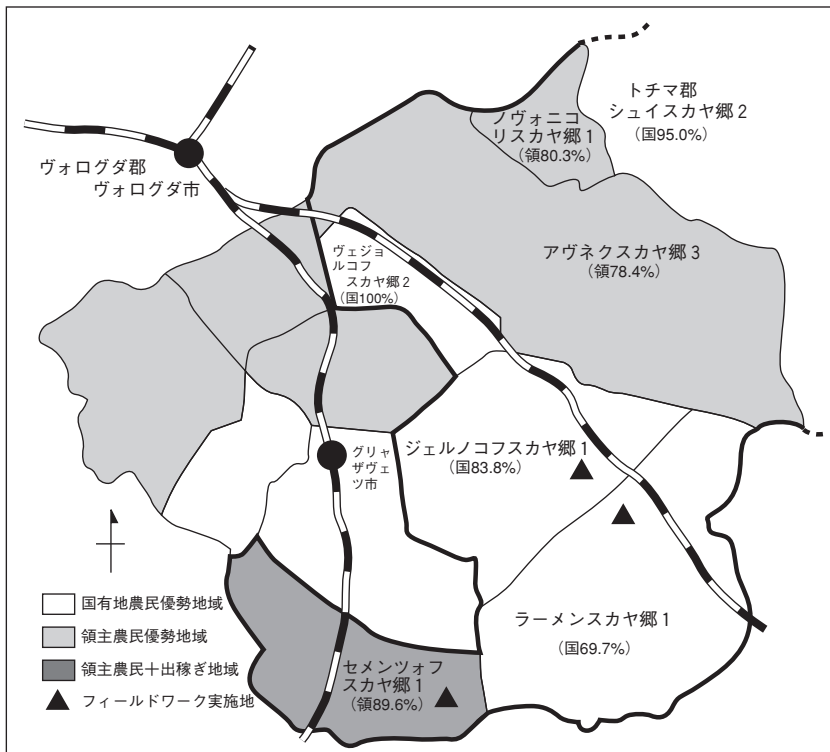 トチマ郡
シュイスカヤ郷2
(国95.0%)
ノヴォニコ
リスカヤ郷1
(領80.3%)
ヴォログダ郡
ヴォログダ市
アヴネクスカヤ郷3
(領78.4%)
ヴェジョ
ルコフ
スカヤ郷2
(国100%)
ジェルノコフスカヤ郷1
(国83.8%)
グリャ
ザヴェ
ツ市
ラーメンスカヤ郷1
(国69.7%)
セメンツォフ
スカヤ郷1
(領89.6%)
国有地農民優勢地域
領主農民優勢地域
領主農民+出稼ぎ地域
フィールドワーク実施地